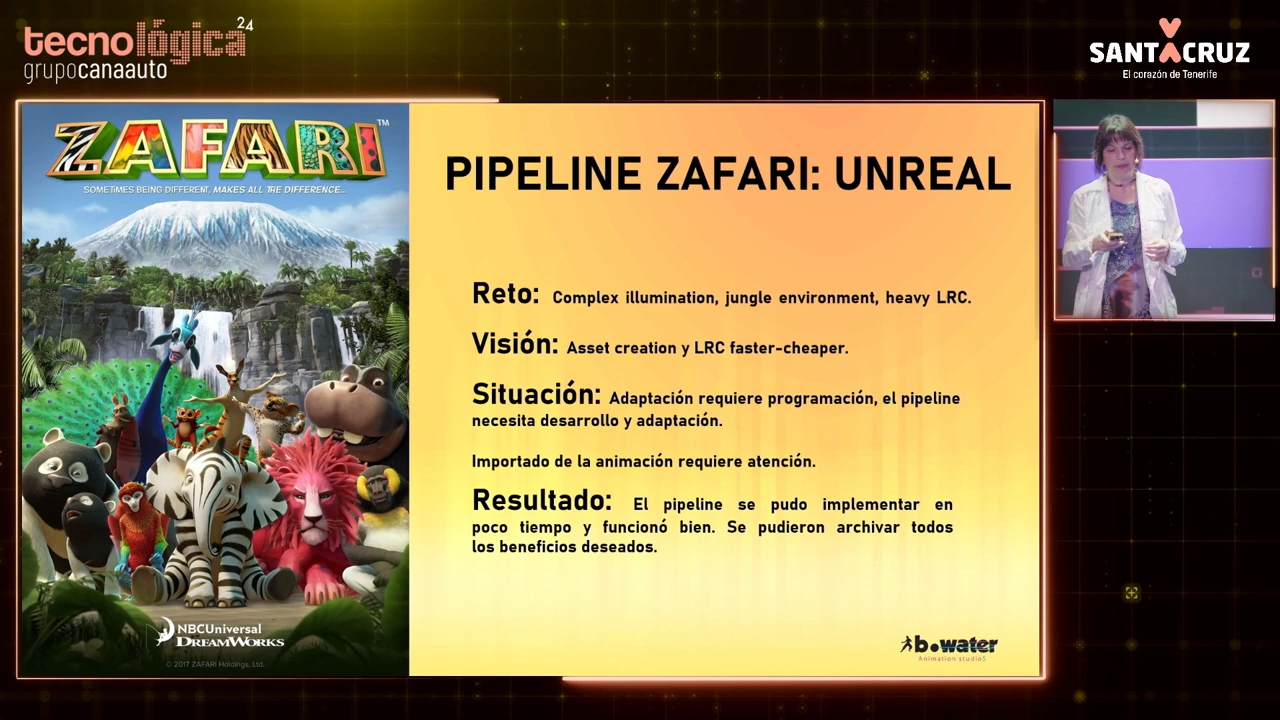 tecnológica24
grupocanaauto
SANTACRUZ
El corazón de Tenerife
ZAFARI™
SOMETIMES BEING DIFFERENT, MAKES ALL THE DIFFERENCE...
NBCUniversal
DREAMWORKS
© 2017 ZAFARI Holdings, Ltd.
PIPELINE ZAFARI: UNREAL
Reto: Complex illumination, jungle environment, heavy LRC.
Visión: Asset creation y LRC faster-cheaper.
Situación: Adaptación requiere programación, el pipeline
necesita desarrollo y adaptación.
Importado de la animación requiere atención.
Resultado: El pipeline se pudo implementar en
poco tiempo y funcionó bien. Se pudieron archivar todos
los beneficios deseados.
b.water
Animation studioS